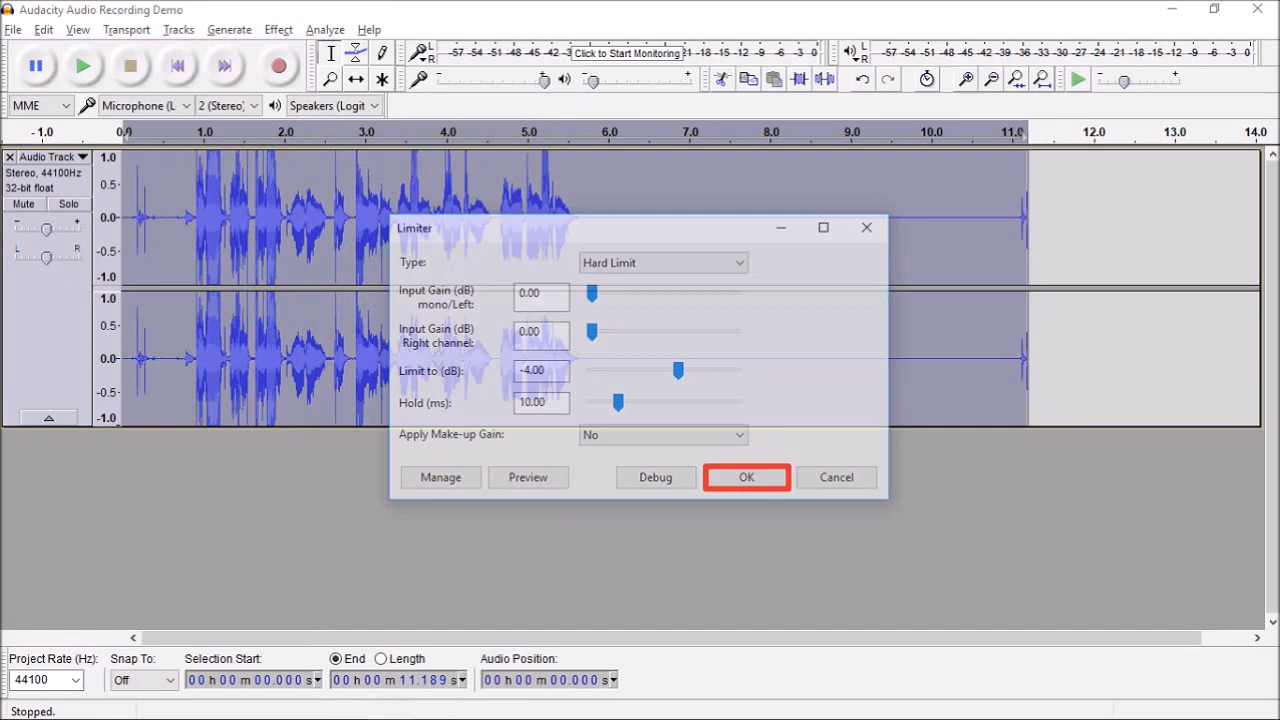 Audacity Audio Recording Demo
File Edit View Transport Tracks Generate Effect Analyze Help
L R -57 -54 -51 -48 -45 -42 -3 Click to Start Monitoring -21 -18 -15 -12 -9 -6 -3 0 L R -57 -54 -51 -48 -45 -42 -39 -36 -33 -30 -27 -24 -21 -18 -15 -12 -9 -6 -3 0
- + - + - +
MME Microphone (L 2 (Stereo) Speakers (Logit
- 1.0 0.0 1.0 2.0 3.0 4.0 5.0 6.0 7.0 8.0 9.0 10.0 11.0 12.0 13.0 14.0
Audio Track 1.0
Stereo, 44100Hz
32-bit float 0.5
Mute Solo
- + 0.0
L R -0.5
-1.0
1.0
0.5
0.0
-0.5
-1.0
Limiter
Type: Hard Limit
Input Gain (dB)
mono/Left: 0.00
Input Gain (dB)
Right channel: 0.00
Limit to (dB): -4.00
Hold (ms): 10.00
Apply Make-up Gain: No
Manage Preview Debug OK Cancel
Project Rate (Hz): Snap To: Selection Start: End Length Audio Position:
44100 Off 00 h 00 m 00.000 s 00 h 00 m 11.189 s 00 h 00 m 00.000 s
Stopped.